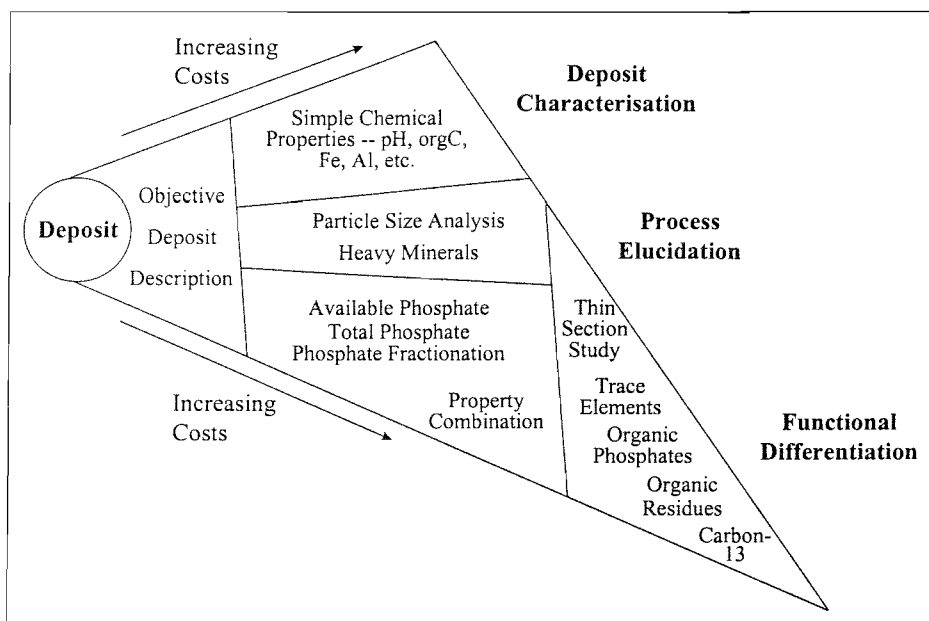 Increasing
Costs
Deposit
Characterisation
Simple Chemical
Properties -- pH, orgC,
Fe, Al, etc.
Objective
Deposit
Description
Deposit
Particle Size Analysis
Heavy Minerals
Process
Elucidation
Available Phosphate
Total Phosphate
Phosphate Fractionation
Thin
Section
Study
Increasing
Costs
Property
Combination
Trace
Elements
Organic
Phosphates
Organic
Residues
Carbon-
13
Functional
Differentiation